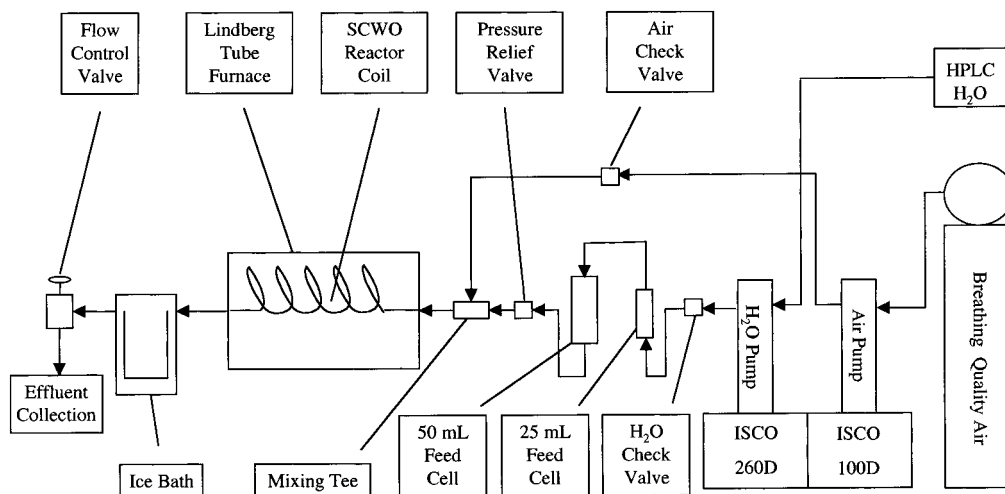 Flow
Control
Valve
Lindberg
Tube
Furnace
SCWO
Reactor
Coil
Pressure
Relief
Valve
Air
Check
Valve
HPLC
H₂O
H₂O Pump
Air Pump
Breathing Quality Air
Effluent
Collection
Ice Bath
Mixing Tee
50 mL
Feed
Cell
25 mL
Feed
Cell
H₂O
Check
Valve
ISCO
260D
ISCO
100D